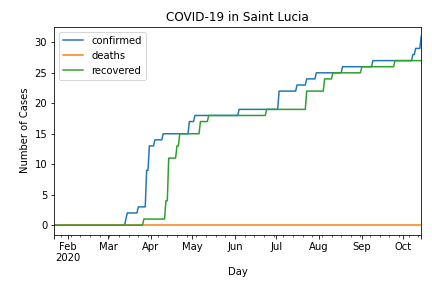 COVID-19 in Saint Lucia
confirmed
deaths
recovered
Number of Cases
30
25
20
15
10
5
0
Feb Mar Apr May Jun Jul Aug Sep Oct
2020
Day